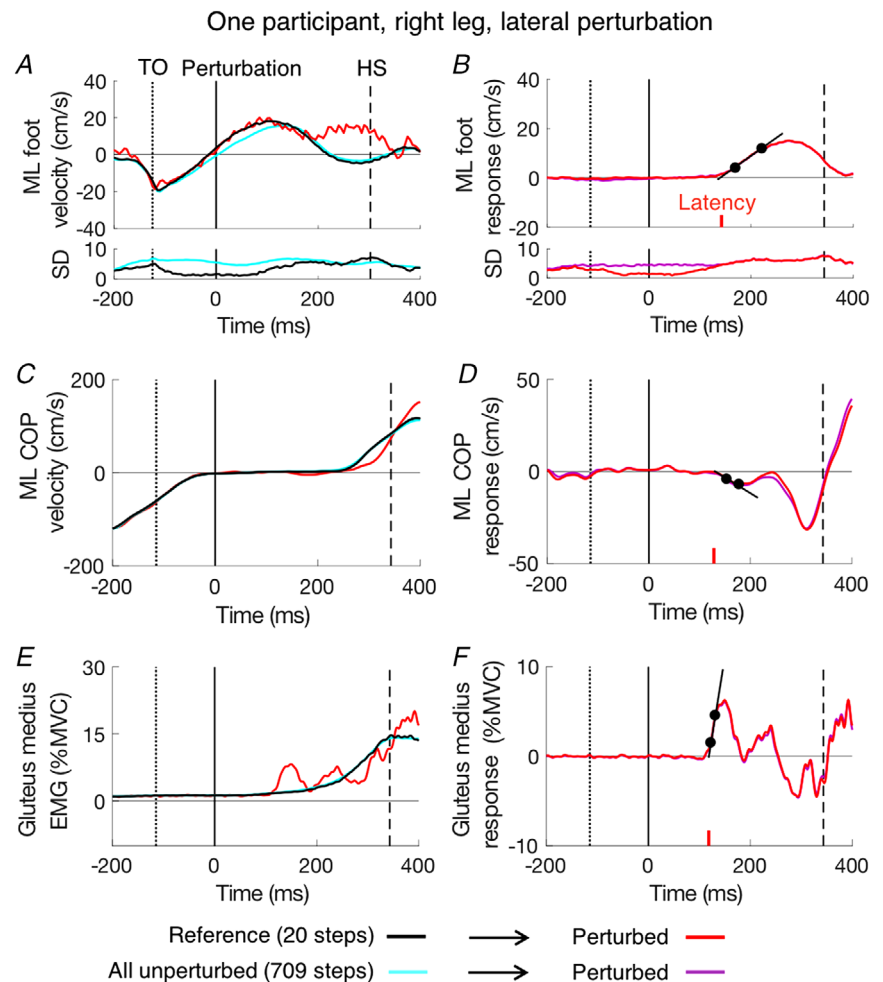 One participant, right leg, lateral perturbation
A
TO
Perturbation
HS
ML foot
velocity (cm/s)
40
20
0
-20
-40
SD
10
0
-200
0
200
400
Time (ms)
B
ML foot
response (cm/s)
40
20
0
-20
Latency
SD
10
0
-200
0
200
400
Time (ms)
C
ML COP
velocity (cm/s)
200
0
-200
-200
0
200
400
Time (ms)
D
ML COP
response (cm/s)
50
0
-50
-200
0
200
400
Time (ms)
E
Gluteus medius
EMG (%MVC)
30
15
0
-200
0
200
400
Time (ms)
F
Gluteus medius
response (%MVC)
10
0
-10
-200
0
200
400
Time (ms)
Reference (20 steps)
Perturbed
All unperturbed (709 steps)
Perturbed